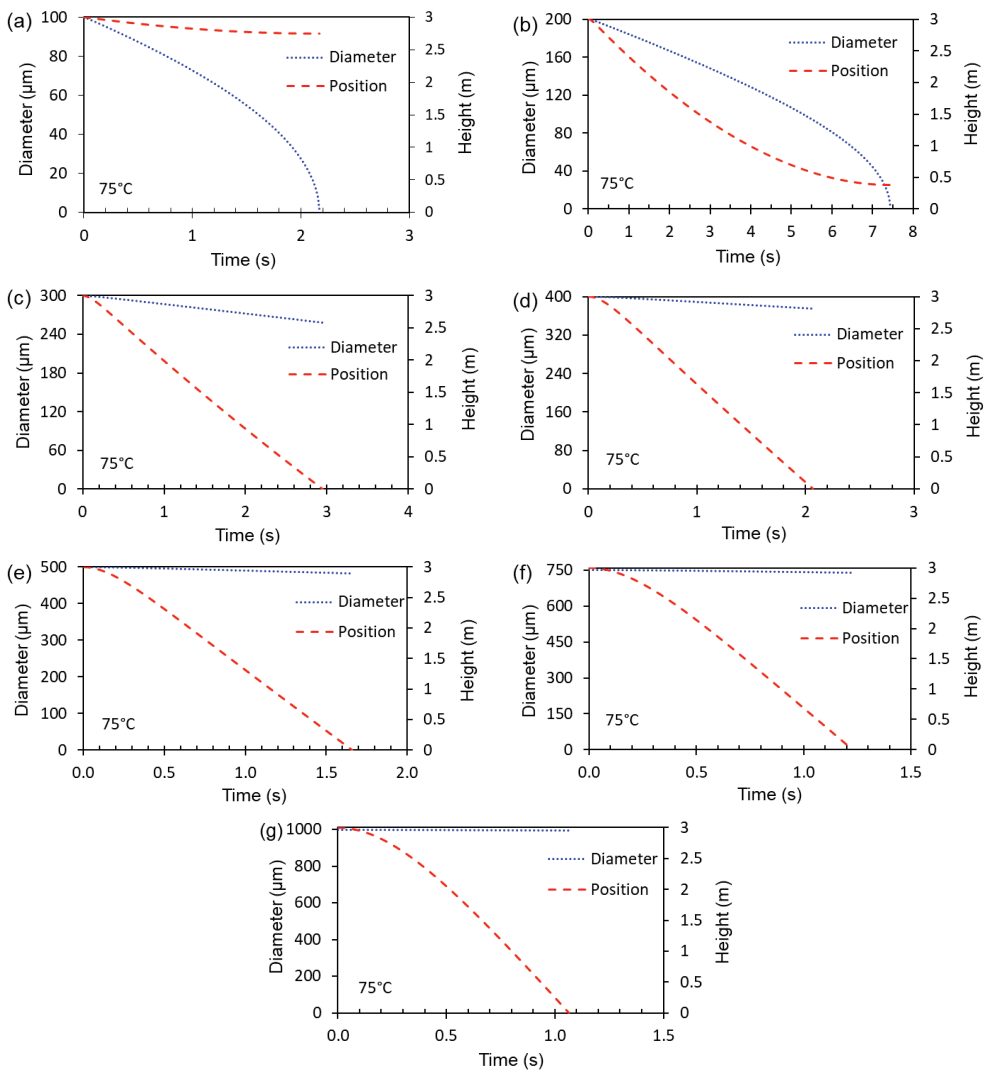 (a)
100
80
60
40
20
0
Diameter (μm)
3
2.5
2
1.5
1
0.5
0
Height (m)
Diameter
Position
75°C
0 1 2 3
Time (s)
(b)
200
160
120
80
40
0
Diameter (μm)
3
2.5
2
1.5
1
0.5
0
Height (m)
Diameter
Position
75°C
0 1 2 3 4 5 6 7 8
Time (s)
(c)
300
240
180
120
60
0
Diameter (μm)
3
2.5
2
1.5
1
0.5
0
Height (m)
Diameter
Position
75°C
0 1 2 3 4
Time (s)
(d)
400
320
240
160
80
0
Diameter (μm)
3
2.5
2
1.5
1
0.5
0
Height (m)
Diameter
Position
75°C
0 1 2 3
Time (s)
(e)
500
400
300
200
100
0
Diameter (μm)
3
2.5
2
1.5
1
0.5
0
Height (m)
Diameter
Position
75°C
0.0 0.5 1.0 1.5 2.0
Time (s)
(f)
750
600
450
300
150
0
Diameter (μm)
3
2.5
2
1.5
1
0.5
0
Height (m)
Diameter
Position
75°C
0.0 0.5 1.0 1.5
Time (s)
(g)
1000
800
600
400
200
0
Diameter (μm)
3
2.5
2
1.5
1
0.5
0
Height (m)
Diameter
Position
75°C
0.0 0.5 1.0 1.5
Time (s)